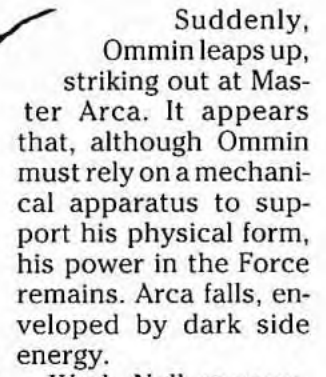 Suddenly,
Ommin leaps up,
striking out at Mas-
ter Arca. It appears
that, although Ommin
must rely on a mechani-
cal apparatus to sup-
port his physical form,
his power in the Force
remains. Arca falls, en-
veloped by dark side
energy.